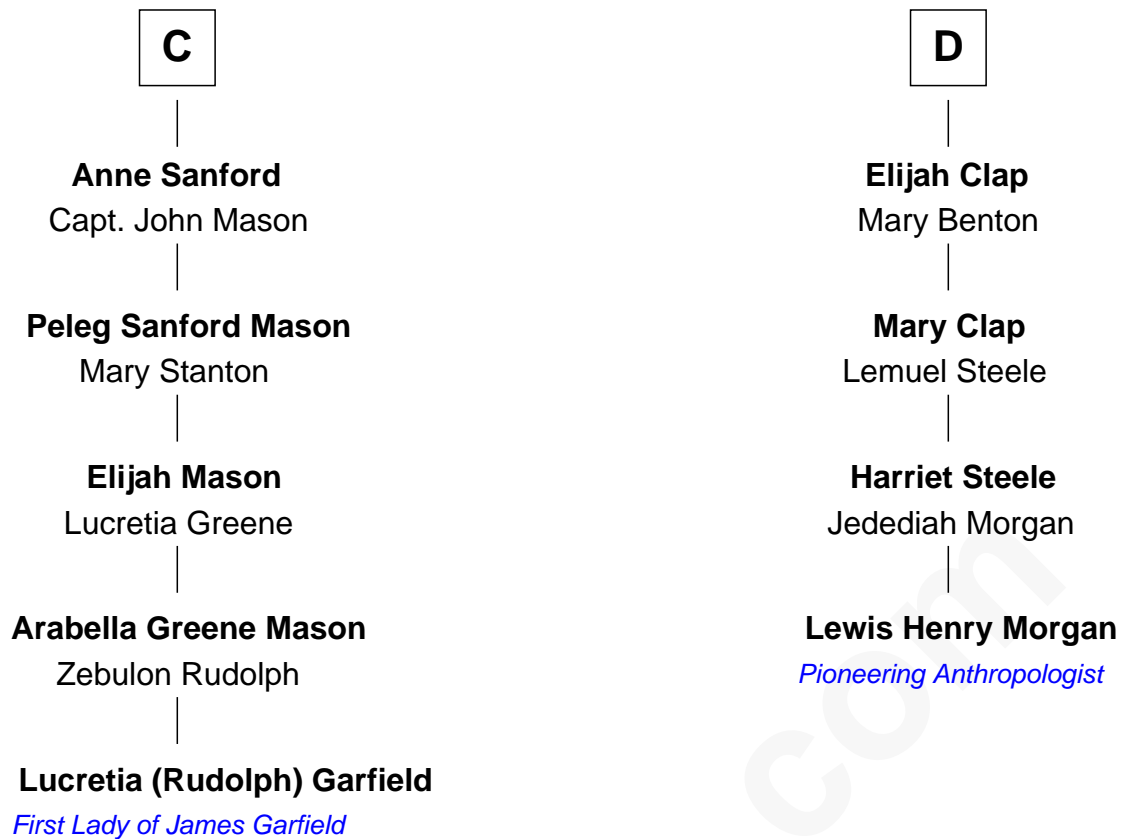 C
Anne Sanford
Capt. John Mason
Peleg Sanford Mason
Mary Stanton
Elijah Mason
Lucretia Greene
Arabella Greene Mason
Zebulon Rudolph
Lucretia (Rudolph) Garfield
First Lady of James Garfield
D
Elijah Clap
Mary Benton
Mary Clap
Lemuel Steele
Harriet Steele
Jedediah Morgan
Lewis Henry Morgan
Pioneering Anthropologist
com